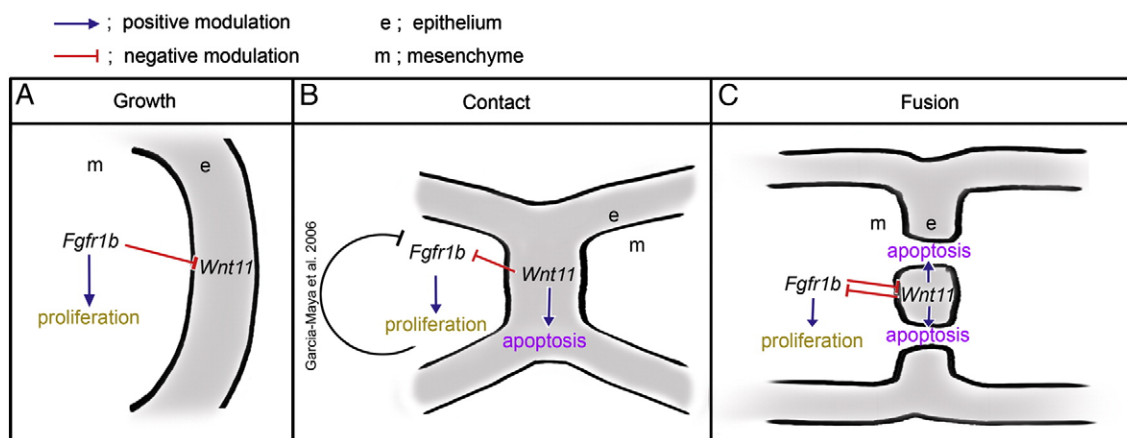 ; positive modulation
e ; epithelium
; negative modulation
m ; mesenchyme
A
Growth
m
e
Fgfr1b
Wnt11
proliferation
B
Contact
Garcia-Maya et al. 2006
e
m
Fgfr1b
Wnt11
proliferation
apoptosis
C
Fusion
m
e
apoptosis
Fgfr1b
Wnt11
proliferation
apoptosis